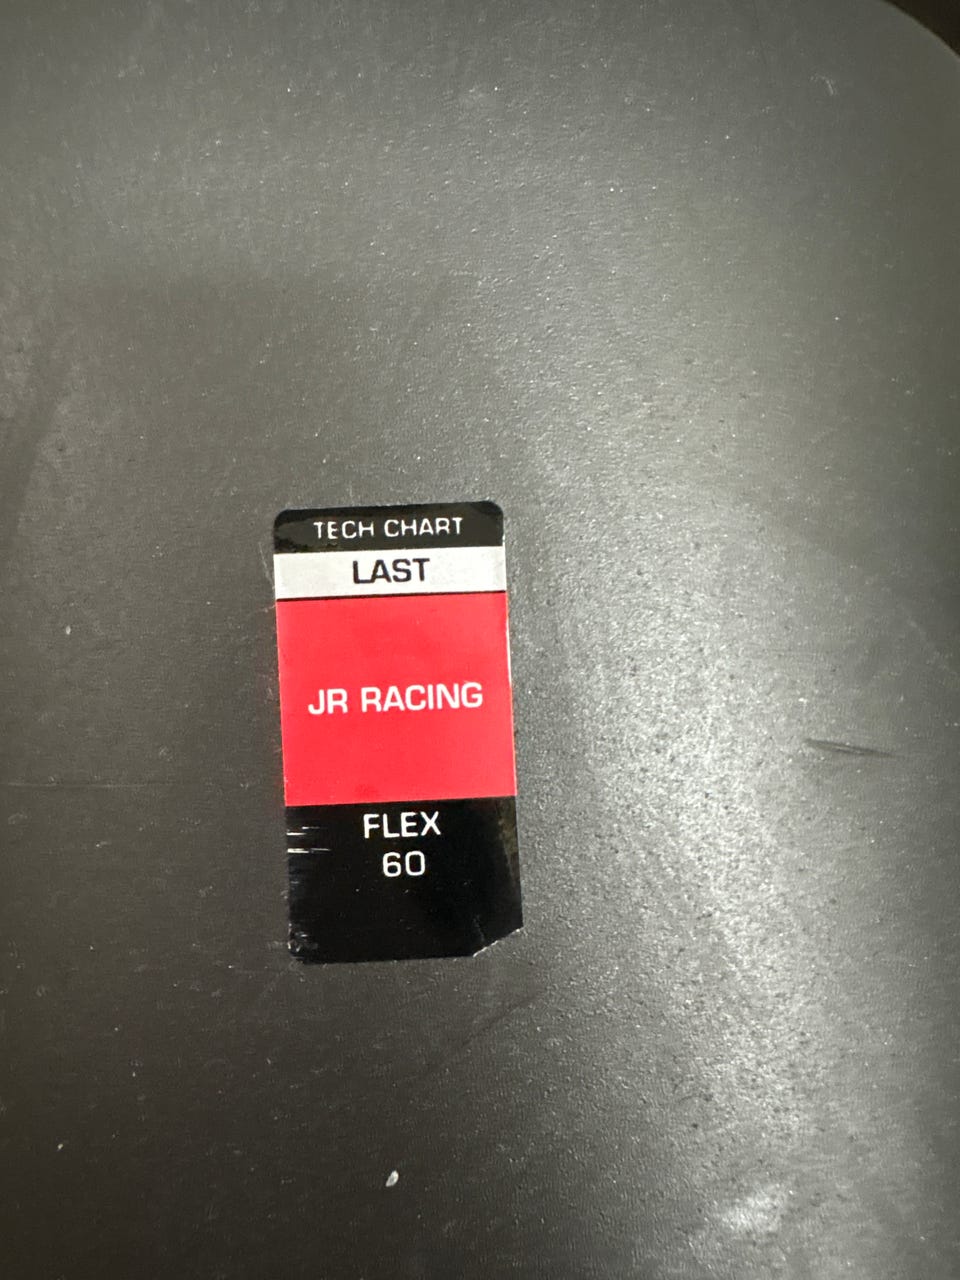 TECH CHART
LAST
JR RACING
FLEX
60